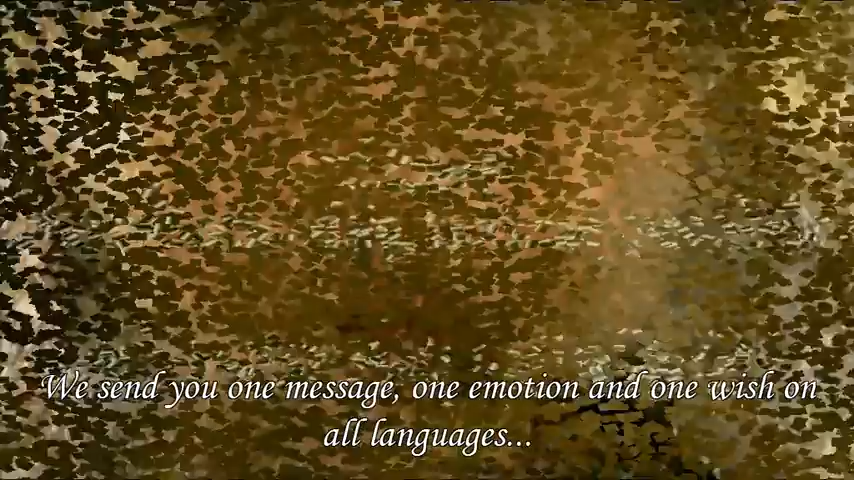 We send you one message, one emotion and one wish on
all languages...